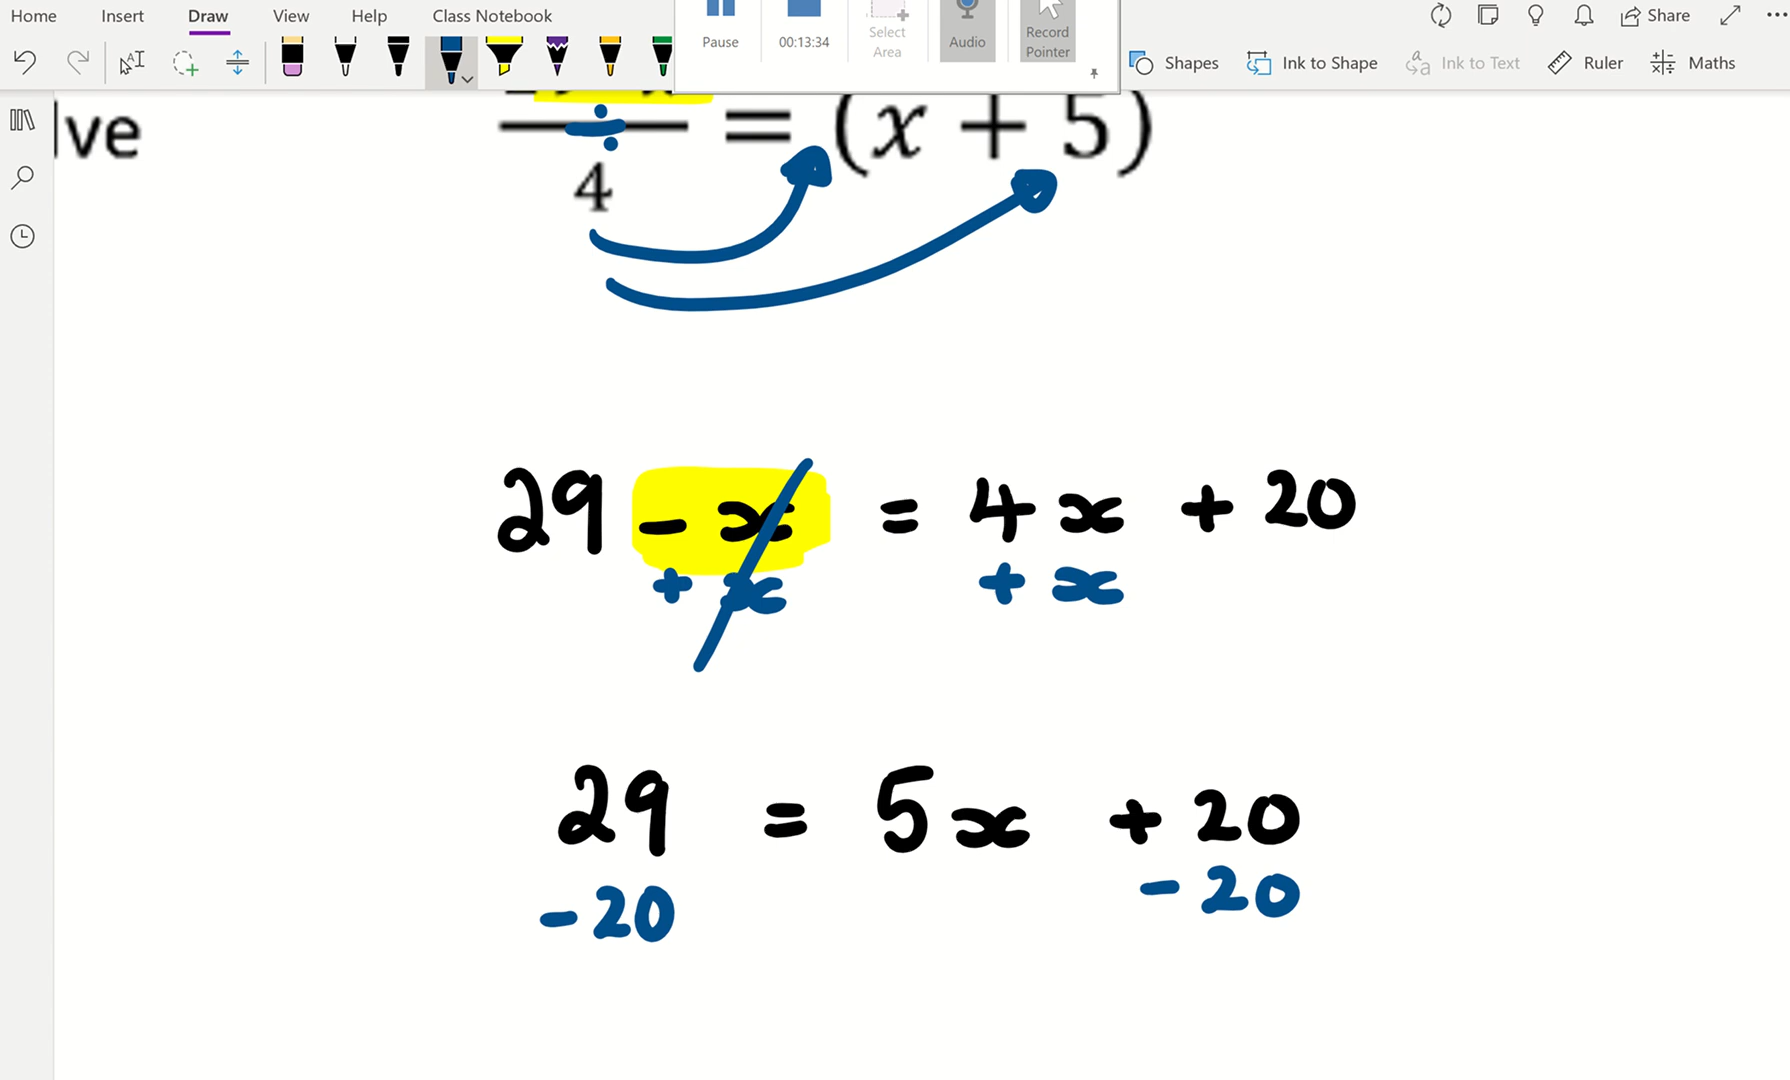 Home Insert Draw View Help Class Notebook Share
Pause 00:13:34 Select Area Audio Record Pointer
Shapes Ink to Shape Ink to Text Ruler Maths
lve
4
= (x + 5)
÷
29 - x = 4x + 20
+ x + x
29 = 5x + 20
-20 - 20